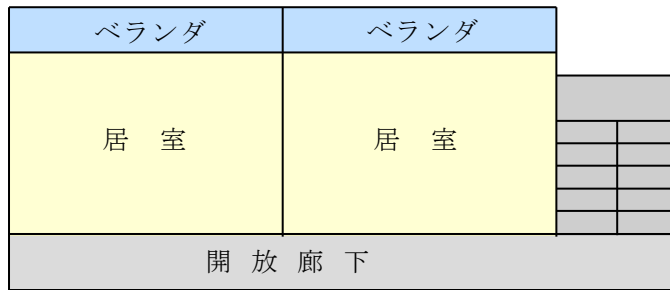 ベランダ ベランダ
居 室 居 室
開 放 廊 下